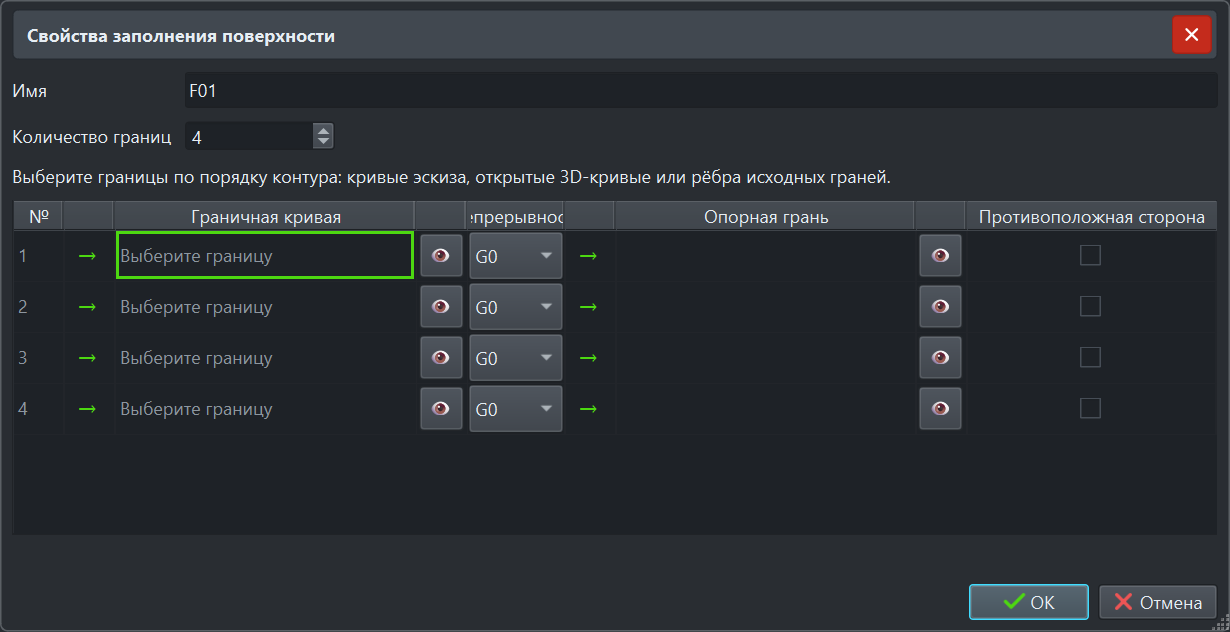 Свойства заполнения поверхности
Имя F01
Количество границ 4
Выберите границы по порядку контура: кривые эскиза, открытые 3D-кривые или рёбра исходных граней.
№ Граничная кривая епрерывнос Опорная грань Противоположная сторона
1 → Выберите границу G0 →
2 → Выберите границу G0 →
3 → Выберите границу G0 →
4 → Выберите границу G0 →
OK Отмена